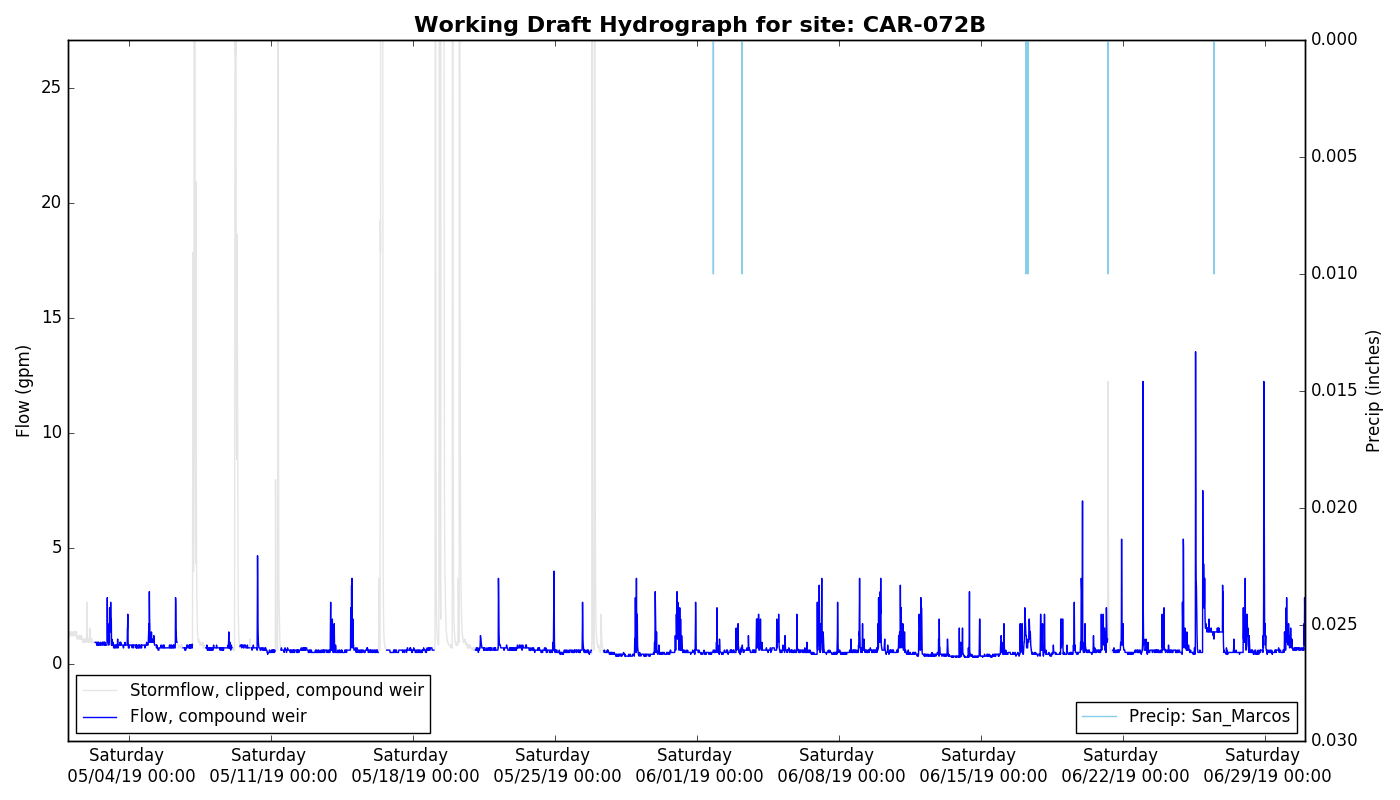 Working Draft Hydrograph for site: CAR-072B
Flow (gpm)
25
20
15
10
5
0
0.000
0.005
0.010
0.015
0.020
0.025
0.030
Precip (inches)
Stormflow, clipped, compound weir
Flow, compound weir
Precip: San_Marcos
Saturday
05/04/19 00:00
Saturday
05/11/19 00:00
Saturday
05/18/19 00:00
Saturday
05/25/19 00:00
Saturday
06/01/19 00:00
Saturday
06/08/19 00:00
Saturday
06/15/19 00:00
Saturday
06/22/19 00:00
Saturday
06/29/19 00:00